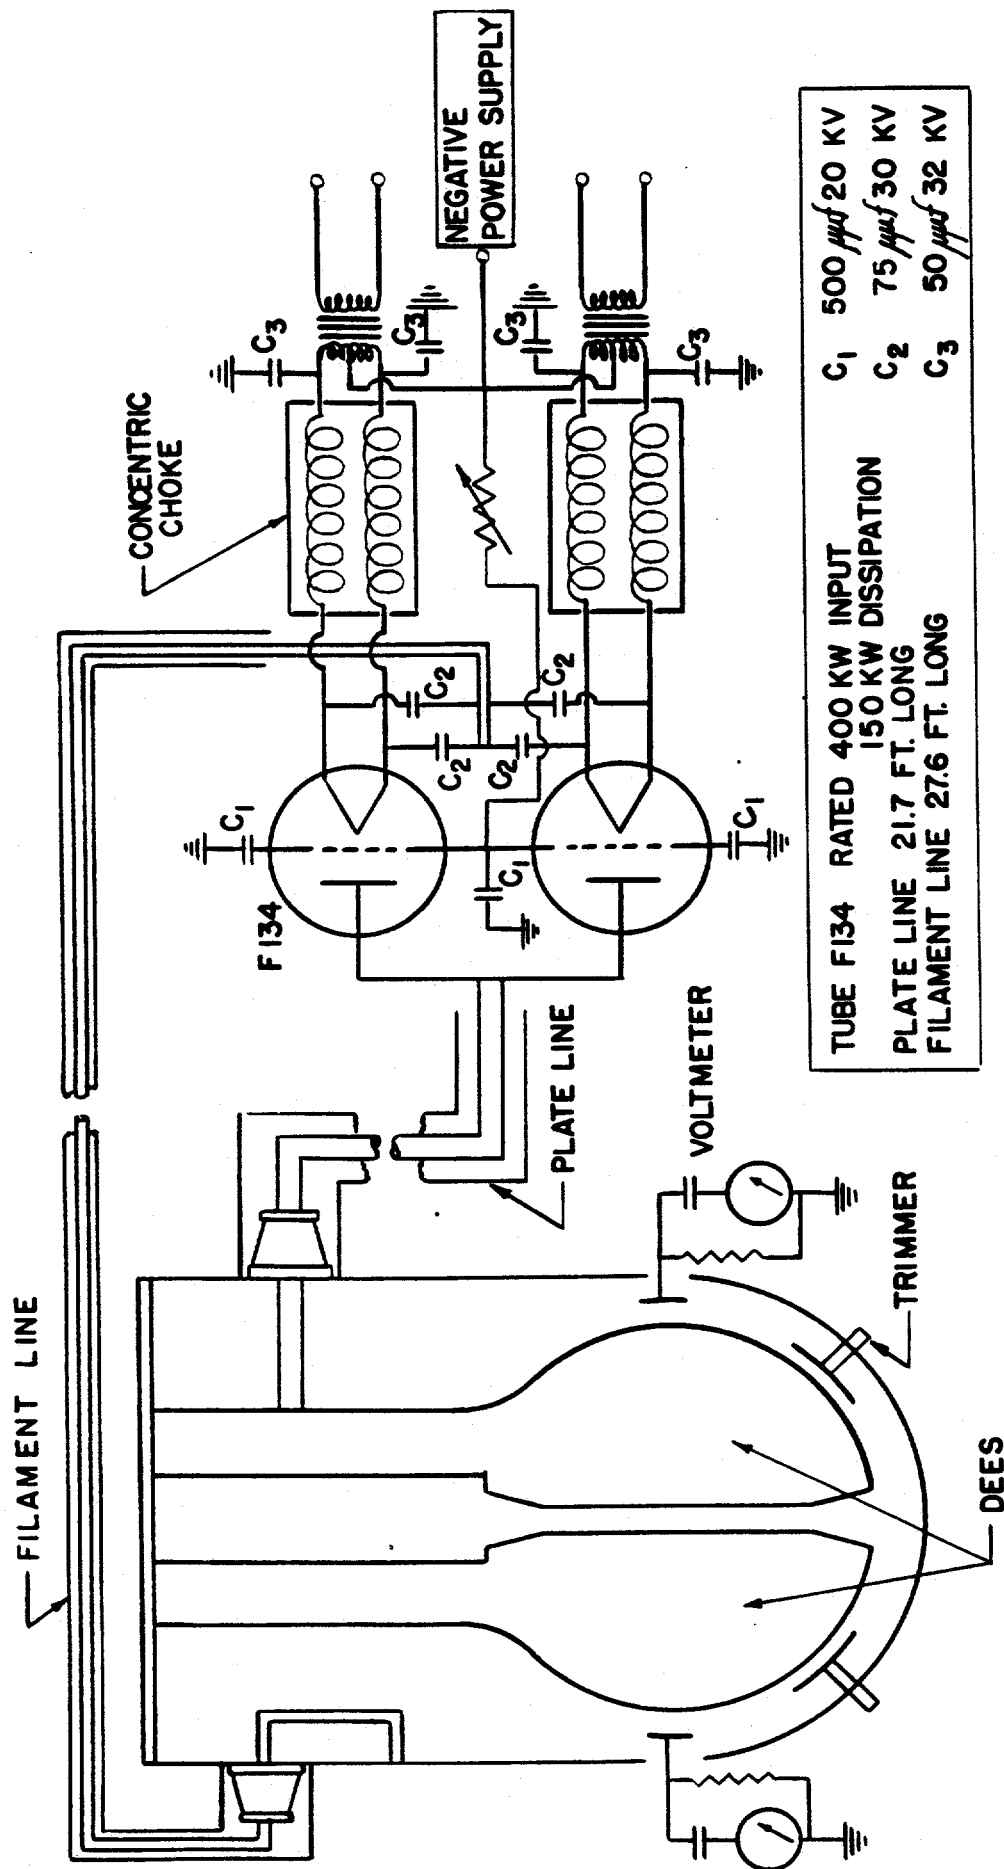 FILAMENT LINE
CONCENTRIC
CHOKE
NEGATIVE
POWER SUPPLY
C3
C3
C3
C3
C2
C2
C2
C2
C1
C1
C1
F134
PLATE LINE
VOLTMETER
TRIMMER
DEES
TUBE F134 RATED 400 KW INPUT
150 KW DISSIPATION
PLATE LINE 21.7 FT. LONG
FILAMENT LINE 27.6 FT. LONG
C1 500 μμf 20 KV
C2 75 μμf 30 KV
C3 50 μμf 32 KV